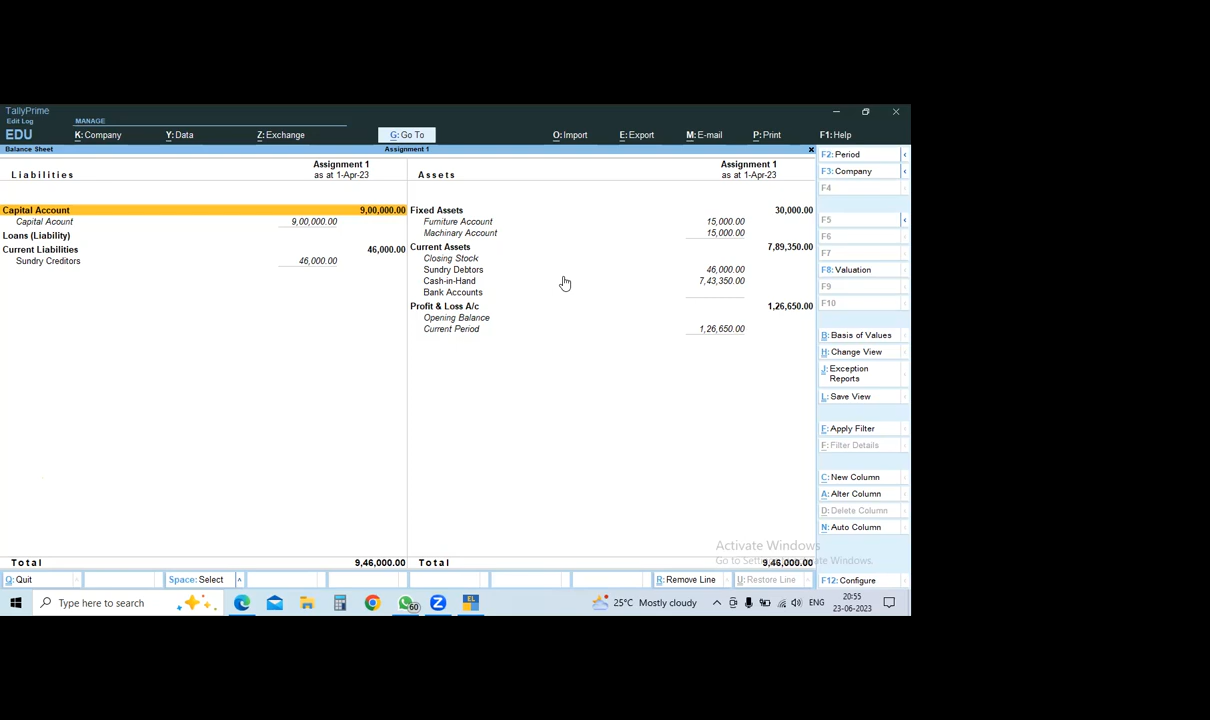 TallyPrime
Edit Log
EDU
MANAGE
K: Company Y: Data Z: Exchange G: Go To O: Import E: Export M: E-mail P: Print F1: Help
Balance Sheet Assignment 1
Liabilities
Assignment 1
as at 1-Apr-23
Capital Account 9,00,000.00
Capital Acount 9,00,000.00
Loans (Liability)
Current Liabilities 46,000.00
Sundry Creditors 46,000.00
Total 9,46,000.00
Assets
Assignment 1
as at 1-Apr-23
Fixed Assets 30,000.00
Furniture Account 15,000.00
Machinary Account 15,000.00
Current Assets 7,89,350.00
Closing Stock
Sundry Debtors 46,000.00
Cash-in-Hand 7,43,350.00
Bank Accounts
Profit & Loss A/c 1,26,650.00
Opening Balance
Current Period 1,26,650.00
Total 9,46,000.00
F2: Period
F3: Company
F4
F5
F6
F7
F8: Valuation
F9
F10
B: Basis of Values
H: Change View
J: Exception
Reports
L: Save View
F: Apply Filter
F: Filter Details
C: New Column
A: Alter Column
D: Delete Column
N: Auto Column
F12: Configure
Activate Windows
Q: Quit Space: Select R: Remove Line U: Restore Line
Type here to search
60
EL
25°C Mostly cloudy
ENG
20:55
23-06-2023